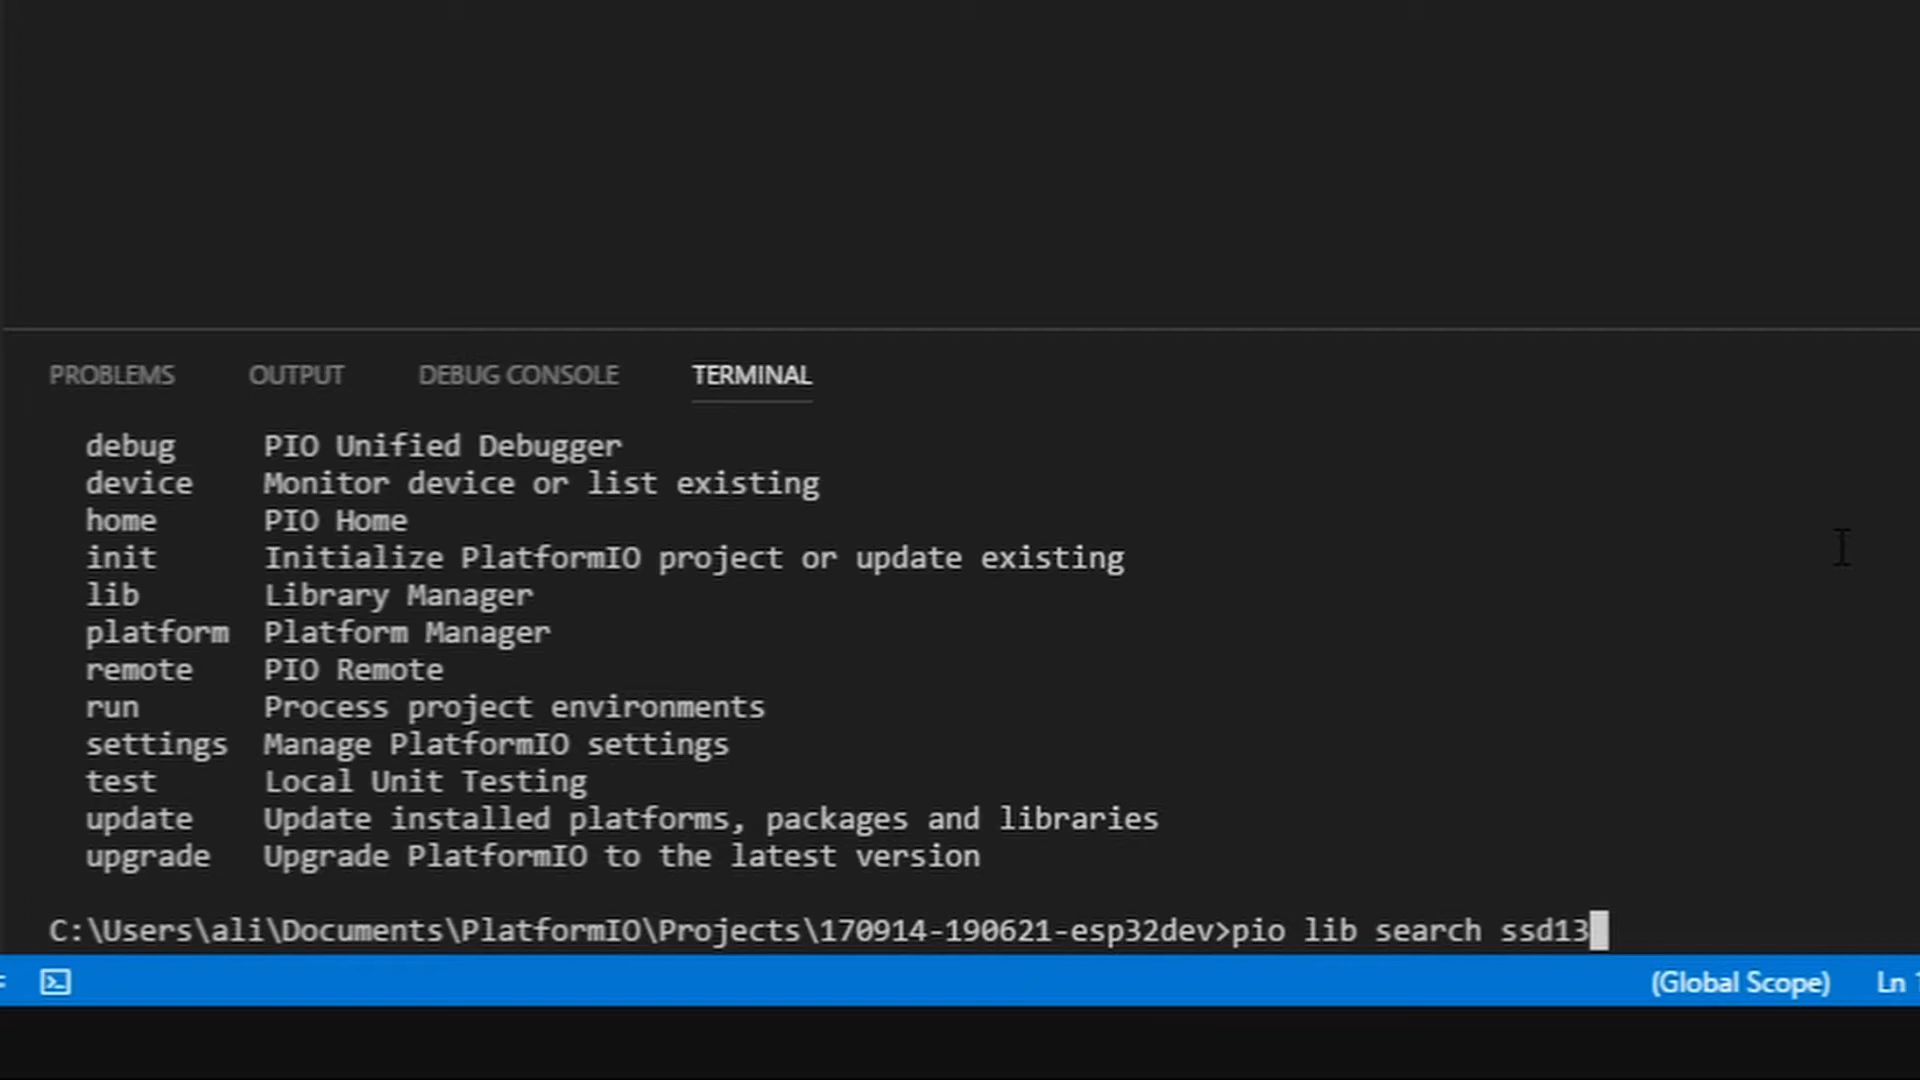 PROBLEMS OUTPUT DEBUG CONSOLE TERMINAL
debug PIO Unified Debugger
device Monitor device or list existing
home PIO Home
init Initialize PlatformIO project or update existing
lib Library Manager
platform Platform Manager
remote PIO Remote
run Process project environments
settings Manage PlatformIO settings
test Local Unit Testing
update Update installed platforms, packages and libraries
upgrade Upgrade PlatformIO to the latest version
C:\Users\ali\Documents\PlatformIO\Projects\170914-190621-esp32dev>pio lib search ssd13
(Global Scope) Ln